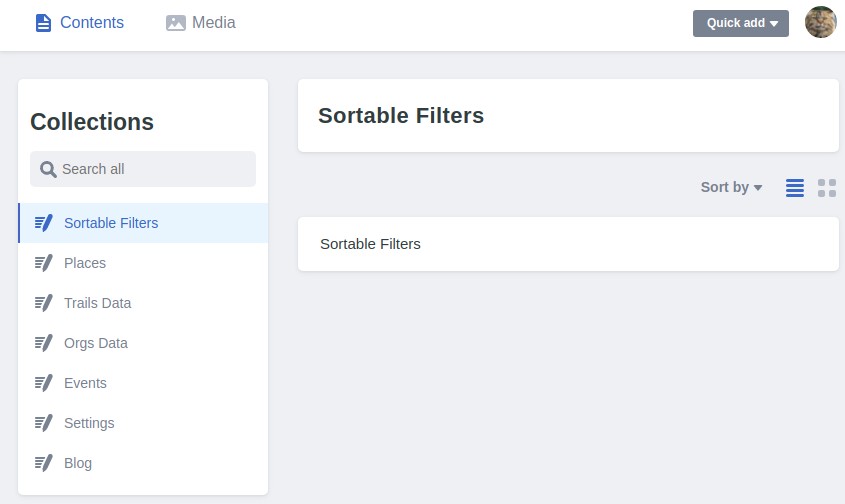 Contents
Media
Quick add
Collections
Search all
Sortable Filters
Places
Trails Data
Orgs Data
Events
Settings
Blog
Sortable Filters
Sort by
Sortable Filters